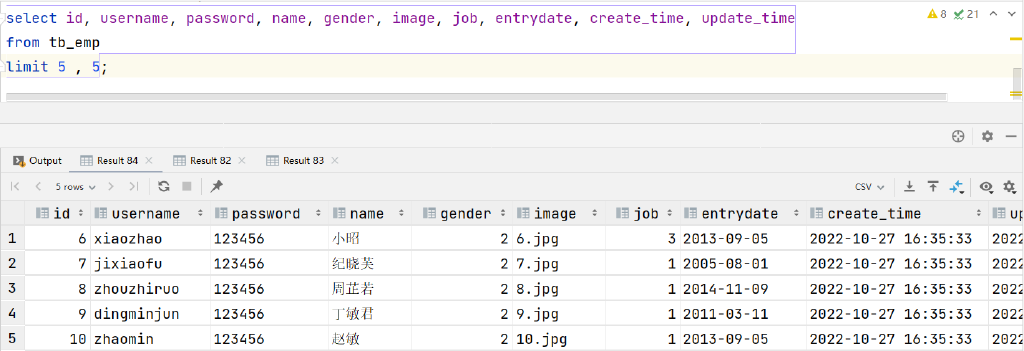 select id, username, password, name, gender, image, job, entrydate, create_time, update_time
8 21
from tb_emp
limit 5 , 5;
Output Result 84 Result 82 Result 83
5 rows CSV
id username password name gender image job entrydate create_time up
1 6 xiaozhao 123456 小昭 2 6.jpg 3 2013-09-05 2022-10-27 16:35:33 2022
2 7 jixiaofu 123456 纪晓芙 2 7.jpg 1 2005-08-01 2022-10-27 16:35:33 2022
3 8 zhouzhiruo 123456 周芷若 2 8.jpg 1 2014-11-09 2022-10-27 16:35:33 2022
4 9 dingminjun 123456 丁敏君 2 9.jpg 1 2011-03-11 2022-10-27 16:35:33 2022
5 10 zhaomin 123456 赵敏 2 10.jpg 1 2013-09-05 2022-10-27 16:35:33 2022